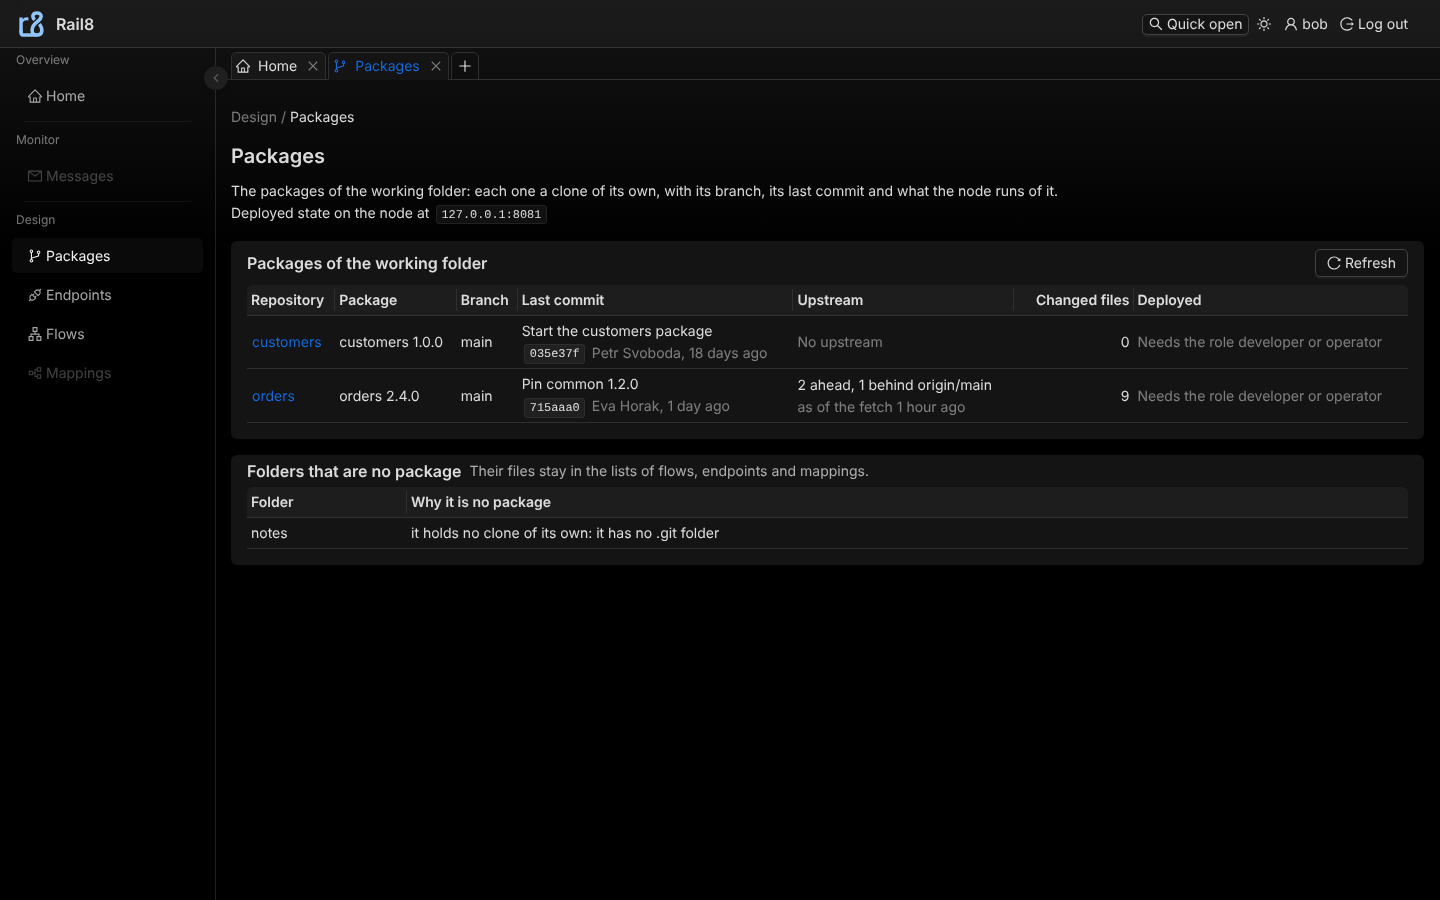 Rail8
Quick open
bob
Log out
Overview
Home
Monitor
Messages
Design
Packages
Endpoints
Flows
Mappings
Home
Packages
Design / Packages
Packages
The packages of the working folder: each one a clone of its own, with its branch, its last commit and what the node runs of it.
Deployed state on the node at 127.0.0.1:8081
Packages of the working folder
Refresh
Repository Package Branch Last commit Upstream Changed files Deployed
customers customers 1.0.0 main Start the customers package
035e37f Petr Svoboda, 18 days ago No upstream 0 Needs the role developer or operator
orders orders 2.4.0 main Pin common 1.2.0
715aaa0 Eva Horak, 1 day ago 2 ahead, 1 behind origin/main
as of the fetch 1 hour ago 9 Needs the role developer or operator
Folders that are no package Their files stay in the lists of flows, endpoints and mappings.
Folder Why it is no package
notes it holds no clone of its own: it has no .git folder